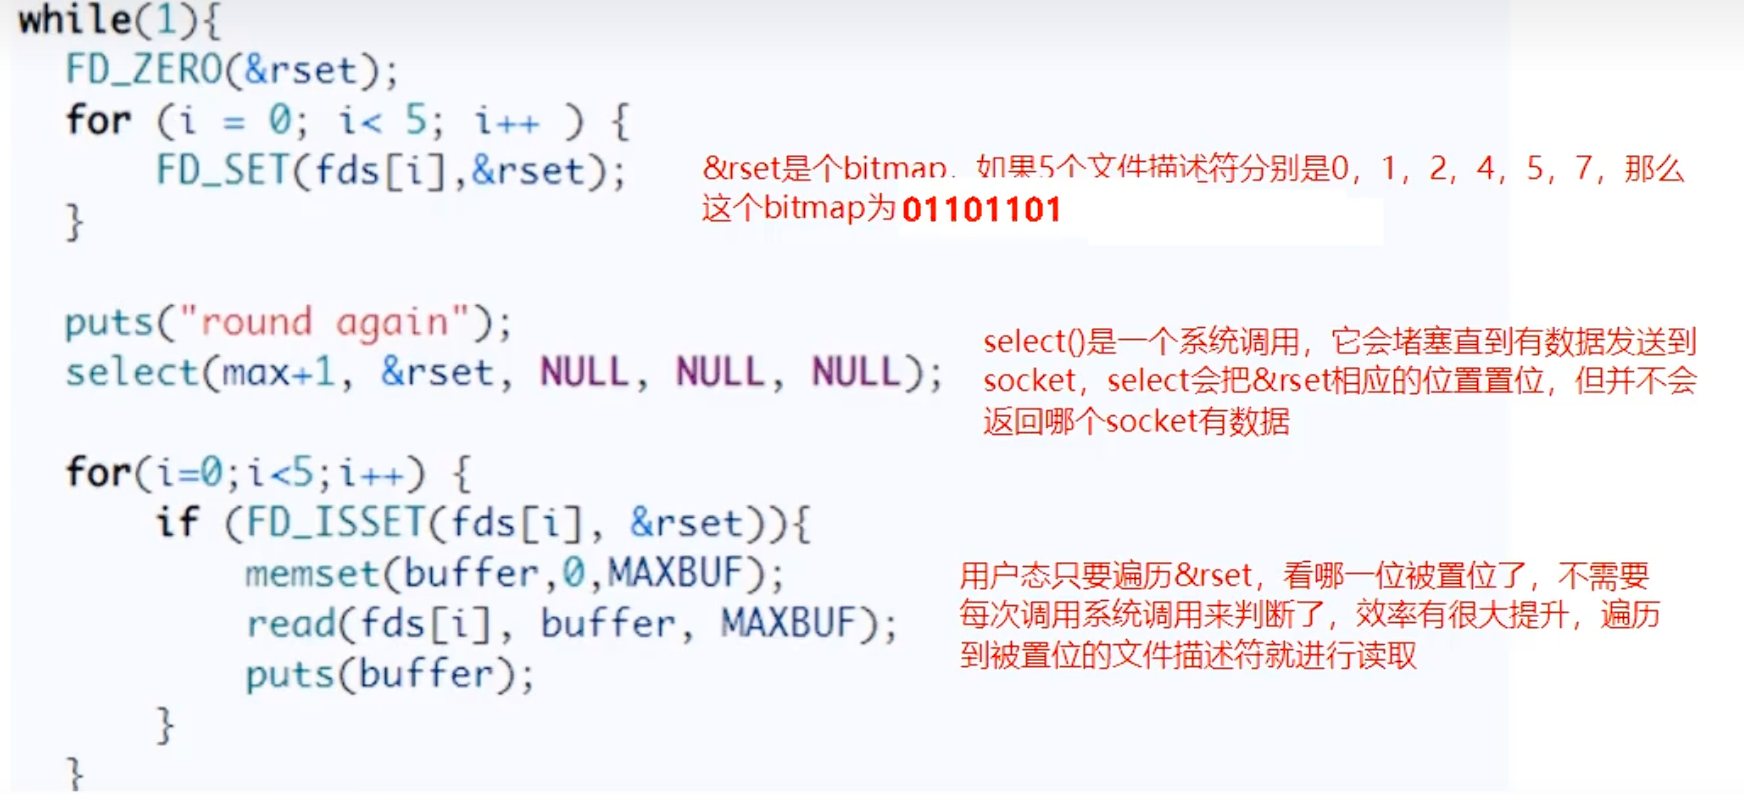 while(1){
FD_ZERO(&rset);
for (i = 0; i< 5; i++ ) {
FD_SET(fds[i],&rset);
}
&rset是个bitmap，如果5个文件描述符分别是0，1，2，4，5，7，那么
这个bitmap为01101101
puts("round again");
select(max+1, &rset, NULL, NULL, NULL);
select()是一个系统调用，它会堵塞直到有数据发送到
socket，select会把&rset相应的位置置位，但并不会
返回哪个socket有数据
for(i=0;i<5;i++) {
if (FD_ISSET(fds[i], &rset)){
memset(buffer,0,MAXBUF);
read(fds[i], buffer, MAXBUF);
puts(buffer);
}
}
用户态只要遍历&rset，看哪一位被置位了，不需要
每次调用系统调用来判断了，效率有很大提升，遍历
到被置位的文件描述符就进行读取